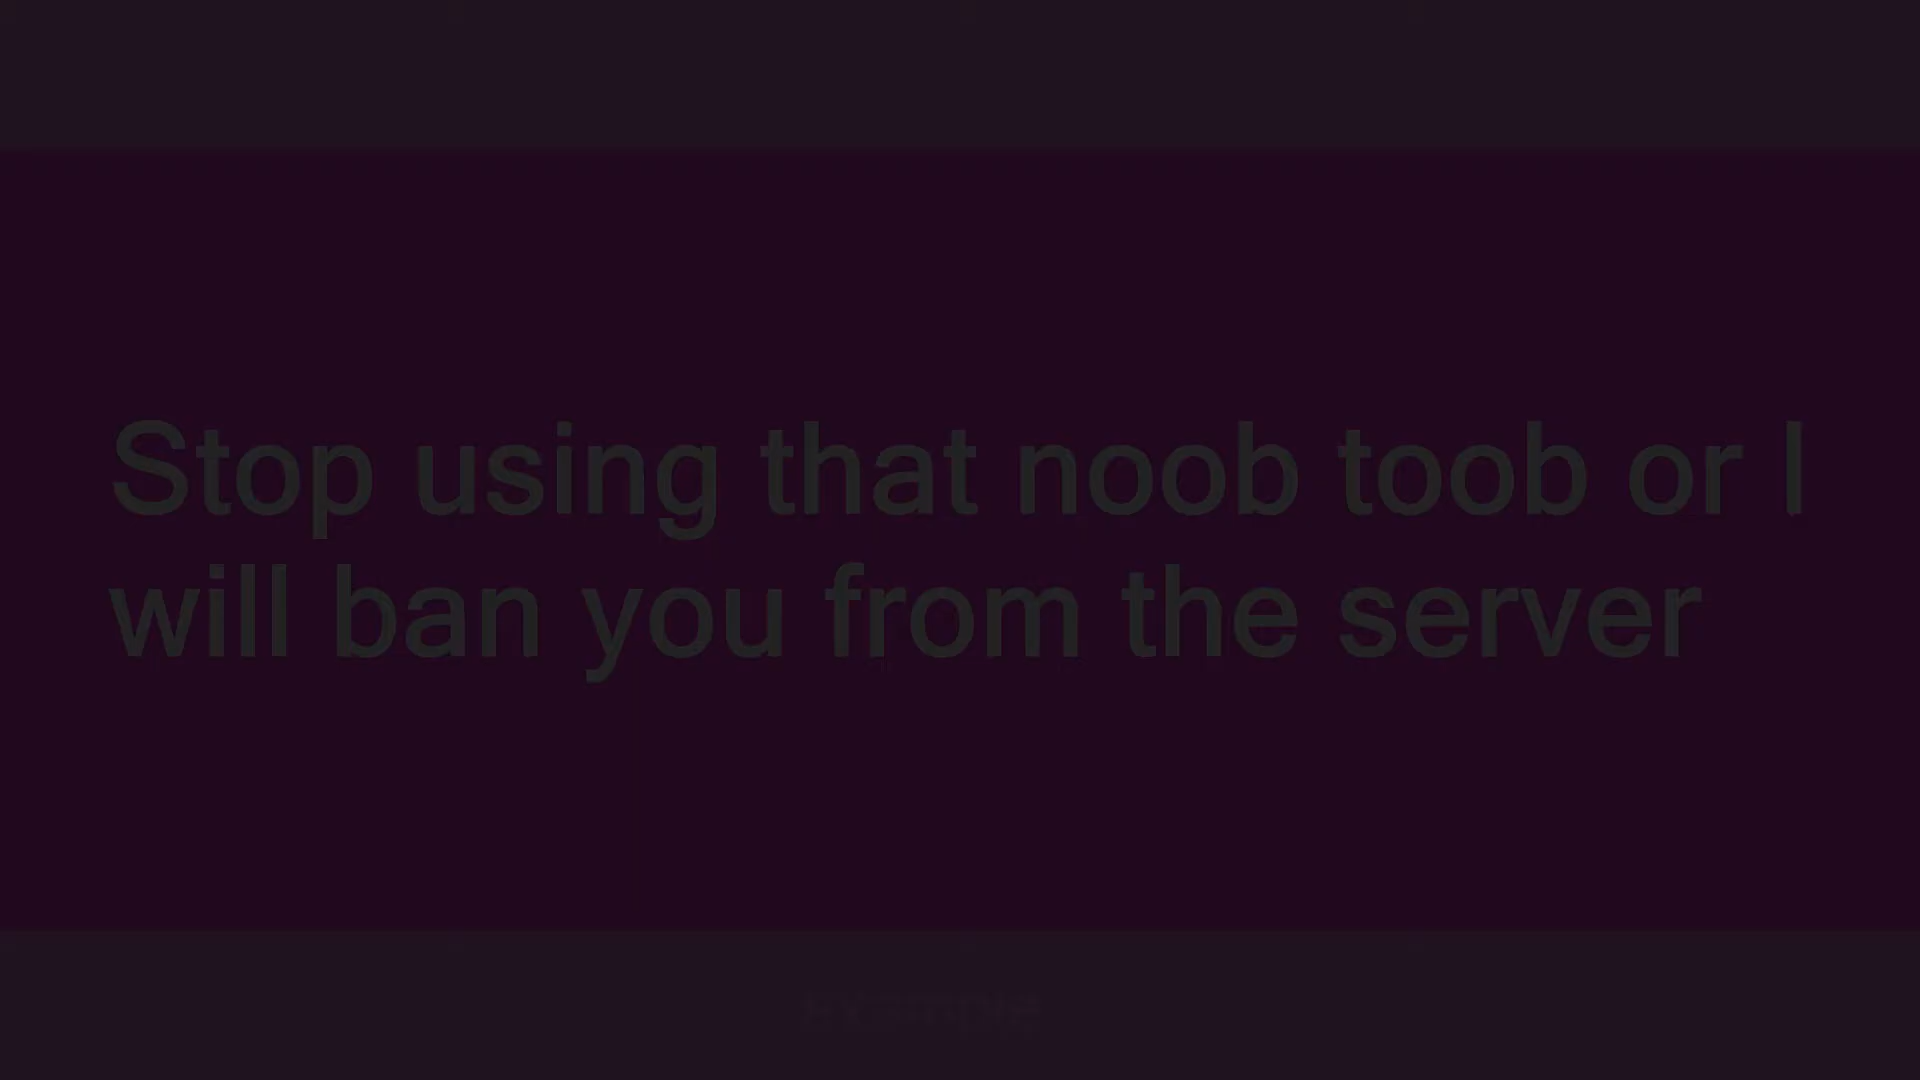 Stop using that noob toob or I
will ban you from the server